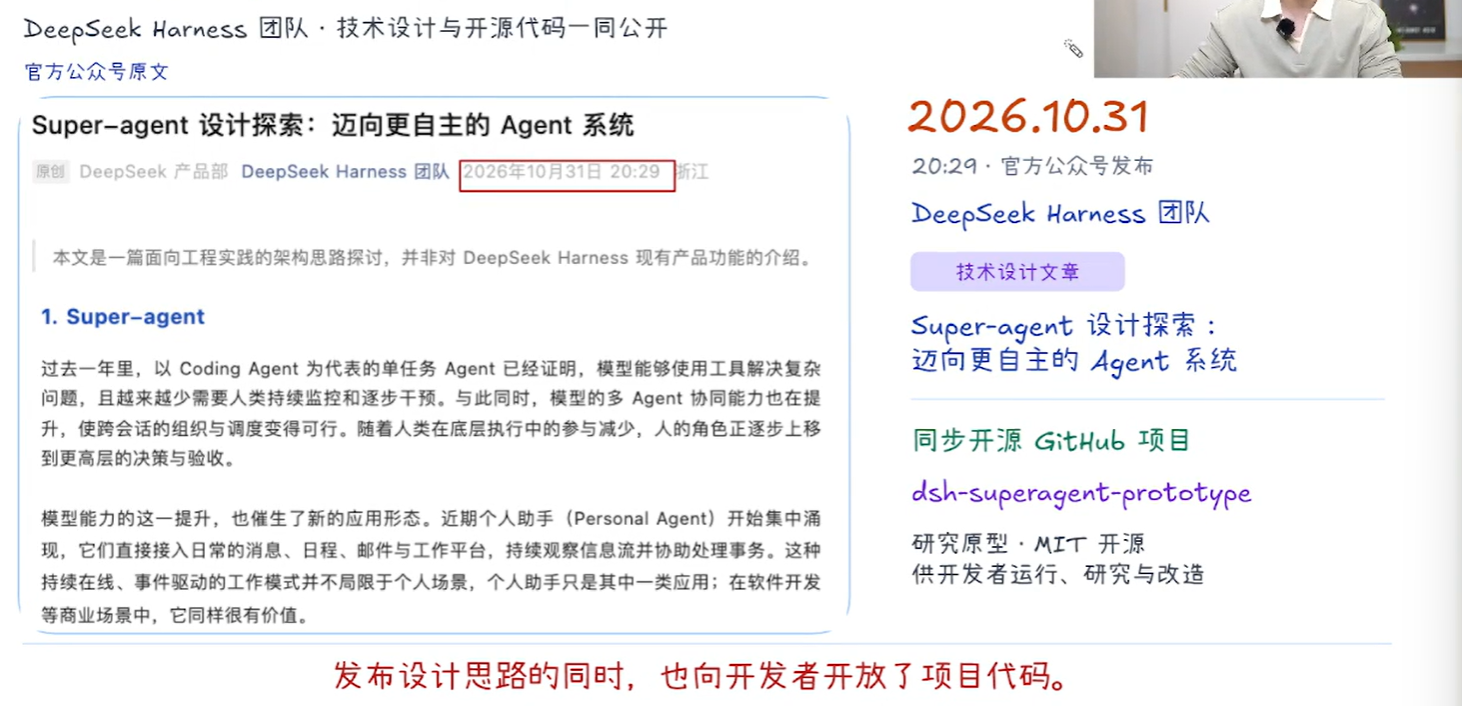 DeepSeek Harness 团队 · 技术设计与开源代码一同公开
官方公众号原文
Super-agent 设计探索：迈向更自主的 Agent 系统
原创 DeepSeek 产品部 DeepSeek Harness 团队 2026年10月31日 20:29 浙江
本文是一篇面向工程实践的架构思路探讨，并非对 DeepSeek Harness 现有产品功能的介绍。
1. Super-agent
过去一年里，以 Coding Agent 为代表的单任务 Agent 已经证明，模型能够使用工具解决复杂
问题，且越来越少需要人类持续监控和逐步干预。与此同时，模型的多 Agent 协同能力也在提
升，使跨会话的组织与调度变得可行。随着人类在底层执行中的参与减少，人的角色正逐步上移
到更高层的决策与验收。
模型能力的这一提升，也催生了新的应用形态。近期个人助手（Personal Agent）开始集中涌
现，它们直接接入日常的消息、日程、邮件与工作平台，持续观察信息流并协助处理事务。这种
持续在线、事件驱动的工作模式并不局限于个人场景，个人助手只是其中一类应用；在软件开发
等商业场景中，它同样很有价值。
2026.10.31
20:29 · 官方公众号发布
DeepSeek Harness 团队
技术设计文章
Super-agent 设计探索：
迈向更自主的 Agent 系统
同步开源 GitHub 项目
dsh-superagent-prototype
研究原型 · MIT 开源
供开发者运行、研究与改造
发布设计思路的同时，也向开发者开放了项目代码。